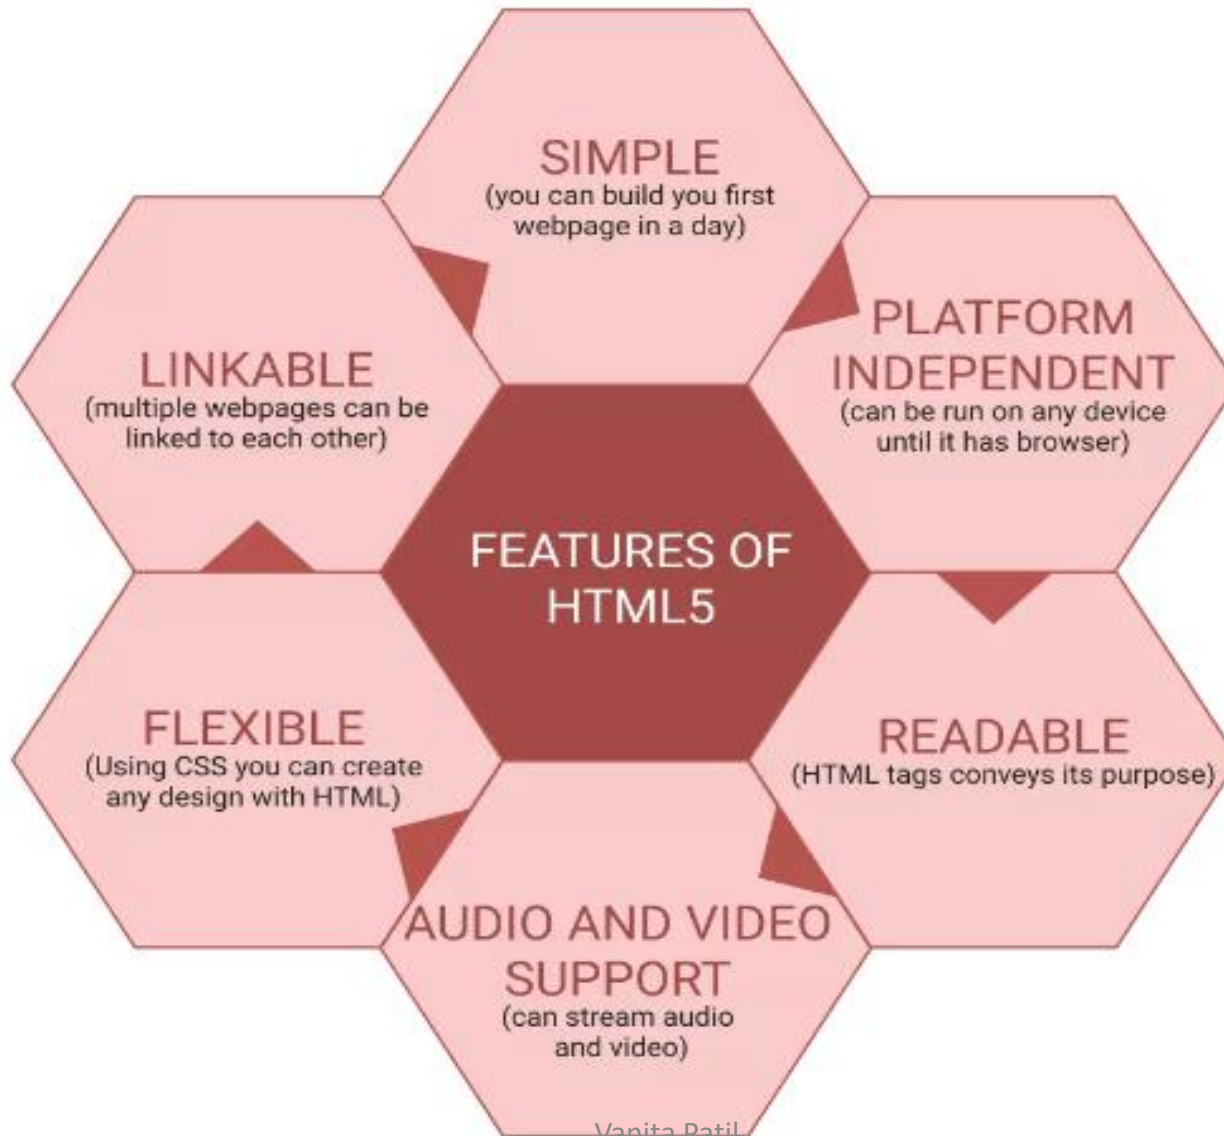 SIMPLE
(you can build you first
webpage in a day)
PLATFORM
INDEPENDENT
(can be run on any device
until it has browser)
LINKABLE
(multiple webpages can be
linked to each other)
FEATURES OF
HTML5
FLEXIBLE
(Using CSS you can create
any design with HTML)
READABLE
(HTML tags conveys its purpose)
AUDIO AND VIDEO
SUPPORT
(can stream audio
and video)
Vanita Patil